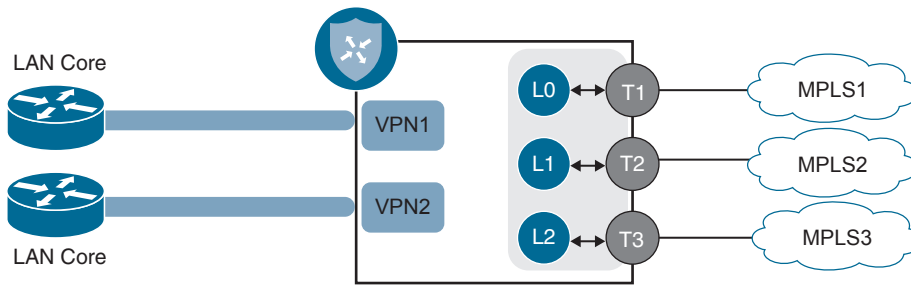 LAN Core
VPN1
VPN2
LAN Core
L0
T1
MPLS1
L1
T2
MPLS2
L2
T3
MPLS3